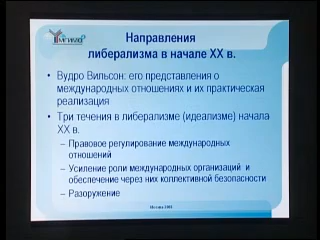 МГИМО
Направления
либерализма в начале XX в.
• Вудро Вильсон: его представления о
международных отношениях и их практическая
реализация
• Три течения в либерализме (идеализме) начала
XX в.
– Правовое регулирование международных
отношений
– Усиление роли международных организаций и
обеспечение через них коллективной безопасности
– Разоружение